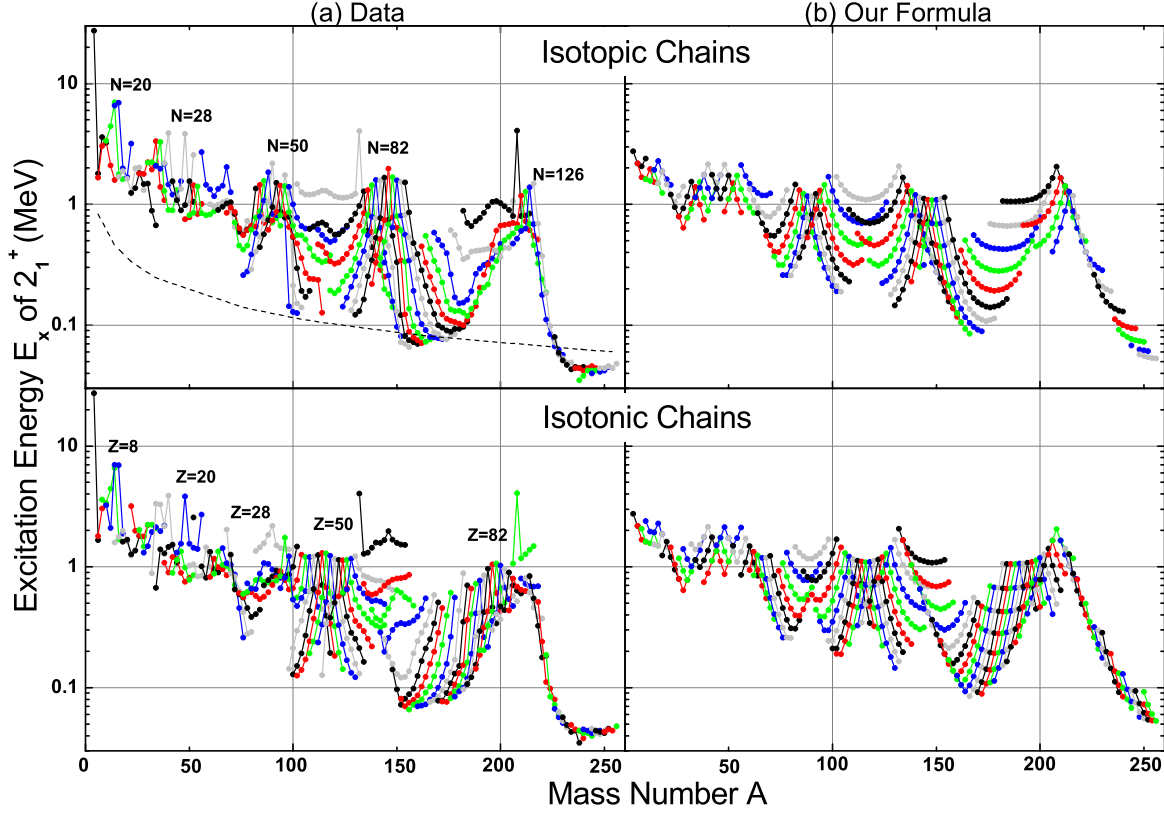 (a) Data
(b) Our Formula
Isotopic Chains
10
1
0.1
N=20
N=28
N=50
N=82
N=126
Excitation Energy E_x of 2_1^+ (MeV)
Isotonic Chains
10
1
0.1
Z=8
Z=20
Z=28
Z=50
Z=82
0 50 100 150 200 250 50 100 150 200 250
Mass Number A